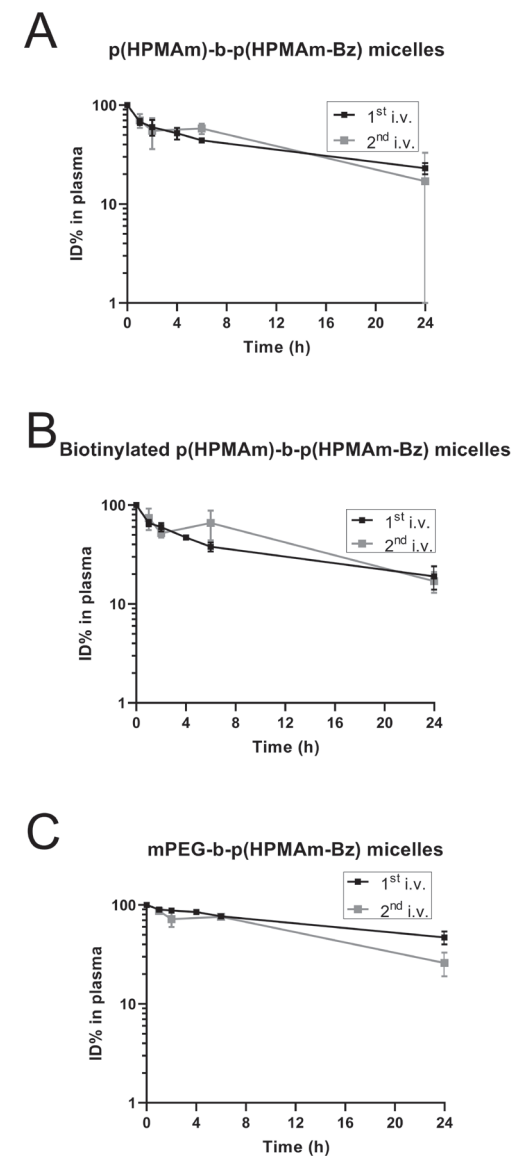 A
p(HPMAm)-b-p(HPMAm-Bz) micelles
100
10
1
ID% in plasma
1st i.v.
2nd i.v.
0 4 8 12 16 20 24
Time (h)
B
Biotinylated p(HPMAm)-b-p(HPMAm-Bz) micelles
100
10
1
ID% in plasma
1st i.v.
2nd i.v.
0 4 8 12 16 20 24
Time (h)
C
mPEG-b-p(HPMAm-Bz) micelles
1st i.v.
2nd i.v.
100
10
1
ID% in plasma
0 4 8 12 16 20 24
Time (h)